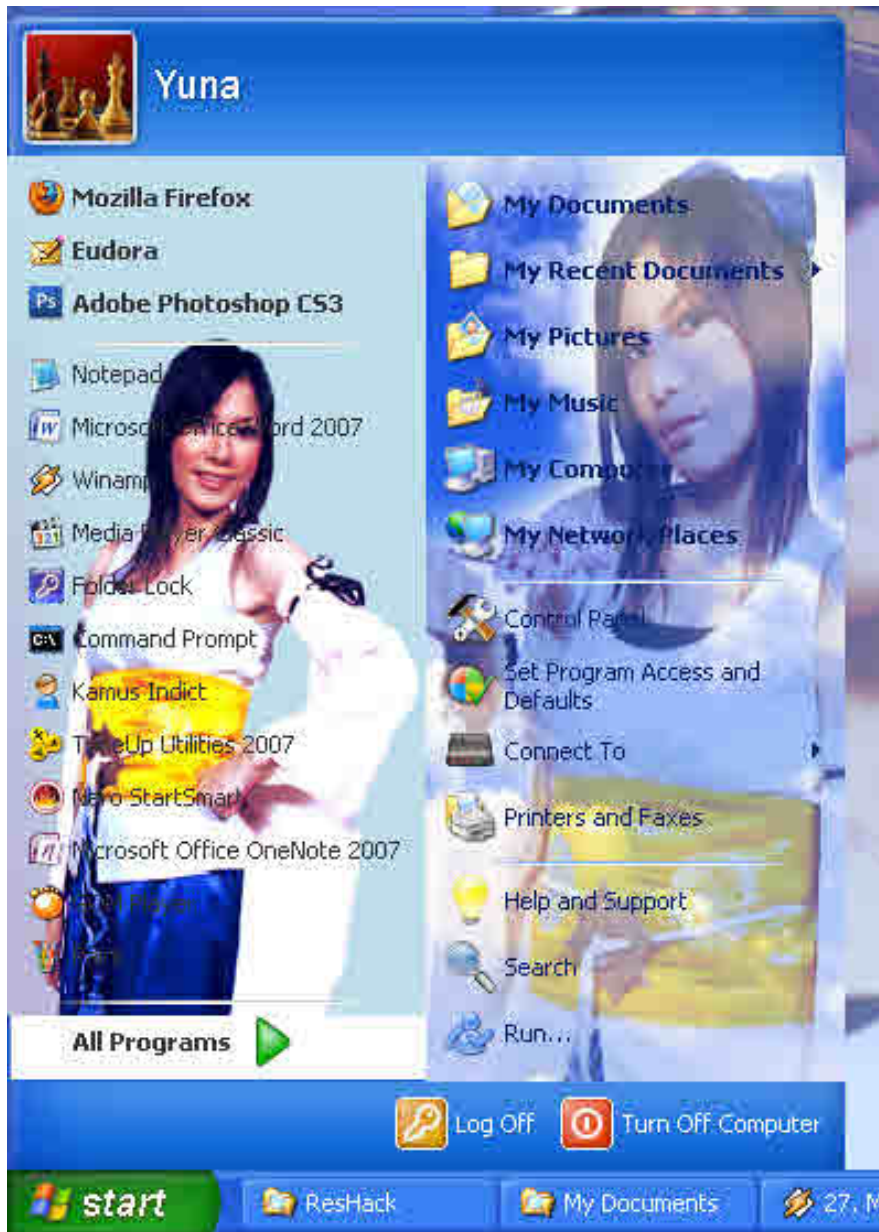 Yuna
Mozilla Firefox
Eudora
Adobe Photoshop CS3
Notepad
Microsoft Office Word 2007
Winamp
Media Player Classic
Folder Lock
Command Prompt
Kamus Indict
TuneUp Utilities 2007
Nero StartSmart
Microsoft Office OneNote 2007
Player
All Programs
My Documents
My Recent Documents
My Pictures
My Music
My Computer
My Network Places
Control Panel
Set Program Access and
Defaults
Connect To
Printers and Faxes
Help and Support
Search
Run...
Log Off
Turn Off Computer
start
ResHack
My Documents
27. M